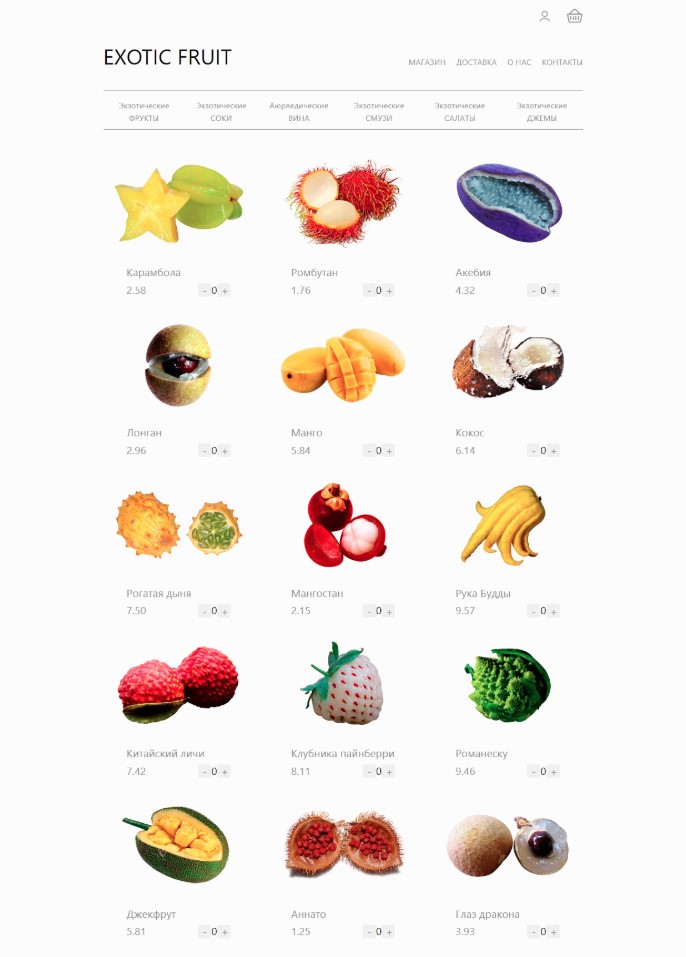 EXOTIC FRUIT
МАГАЗИН ДОСТАВКА О НАС КОНТАКТЫ
Экзотические Экзотические Аюрведические Экзотические Экзотические Экзотические
ФРУКТЫ СОКИ ВИНА СМУЗИ САЛАТЫ ДЖЕМЫ
Карамбола Ромбутан Акебия
2.58 - 0 + 1.76 - 0 + 4.32 - 0 +
Лонган Манго Кокос
2.96 - 0 + 5.84 - 0 + 6.14 - 0 +
Рогатая дыня Мангостан Рука Будды
7.50 - 0 + 2.15 - 0 + 9.57 - 0 +
Китайский личи Клубника пайнберри Романеску
7.42 - 0 + 8.11 - 0 + 9.46 - 0 +
Джекфрут Аннато Глаз дракона
5.81 - 0 + 1.25 - 0 + 3.93 - 0 +